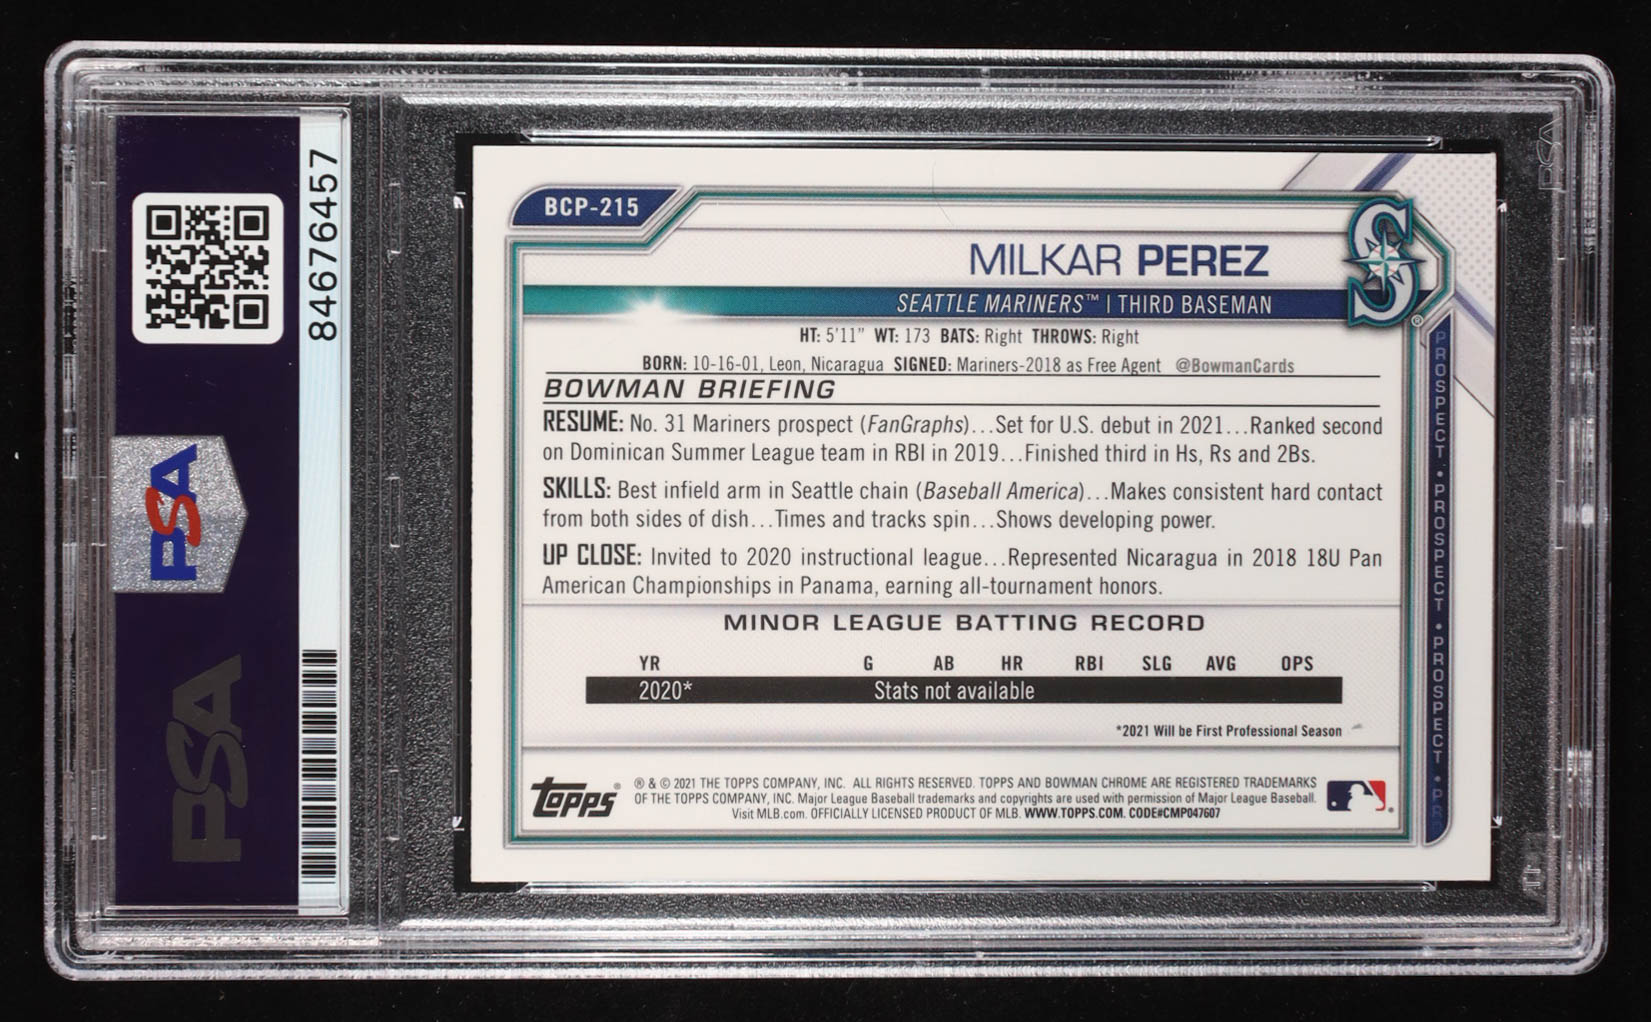 84676457
PSA
PSA
BCP-215
MILKAR PEREZ
S
SEATTLE MARINERS™ | THIRD BASEMAN
HT: 5'11" WT: 173 BATS: Right THROWS: Right
BORN: 10-16-01, Leon, Nicaragua SIGNED: Mariners-2018 as Free Agent @BowmanCards
BOWMAN BRIEFING
RESUME: No. 31 Mariners prospect (FanGraphs)...Set for U.S. debut in 2021...Ranked second
on Dominican Summer League team in RBI in 2019...Finished third in Hs, Rs and 2Bs.
SKILLS: Best infield arm in Seattle chain (Baseball America)...Makes consistent hard contact
from both sides of dish...Times and tracks spin...Shows developing power.
UP CLOSE: Invited to 2020 instructional league...Represented Nicaragua in 2018 18U Pan
American Championships in Panama, earning all-tournament honors.
MINOR LEAGUE BATTING RECORD
YR G AB HR RBI SLG AVG OPS
2020* Stats not available
*2021 Will be First Professional Season
topps®
® & © 2021 THE TOPPS COMPANY, INC. ALL RIGHTS RESERVED. TOPPS AND BOWMAN CHROME ARE REGISTERED TRADEMARKS
OF THE TOPPS COMPANY, INC. Major League Baseball trademarks and copyrights are used with permission of Major League Baseball.
Visit MLB.com. OFFICIALLY LICENSED PRODUCT OF MLB. WWW.TOPPS.COM. CODE#CMP047607
PROSPECT • PROSPECT • PROSPECT • PR
PSA